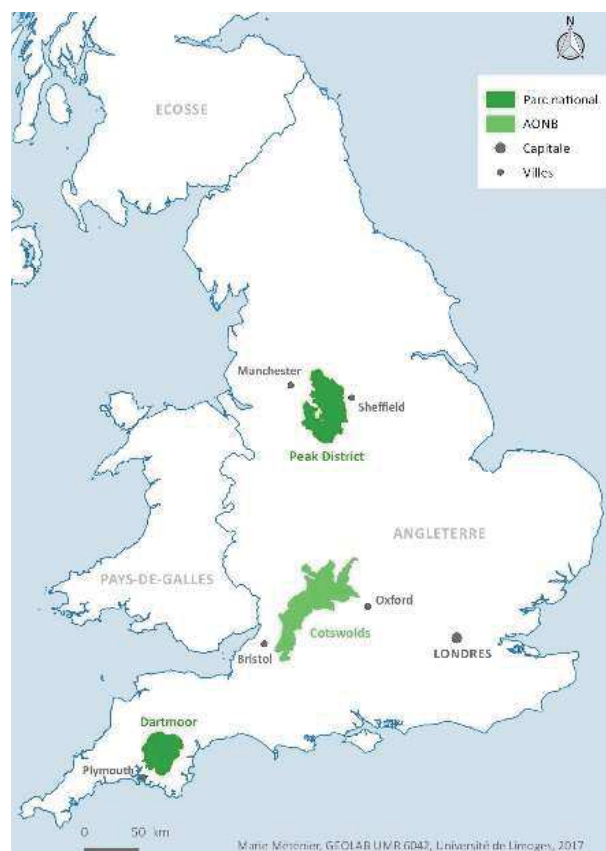 N
ECOSSE
Parc national
AONB
Capitale
Villes
Manchester
Sheffield
Peak District
ANGLETERRE
PAYS-DE-GALLES
Oxford
Cotswolds
Bristol
LONDRES
Dartmoor
Plymouth
0 50 km
Marie Méténier, GEOLAB UMR 6042, Université de Limoges, 2017